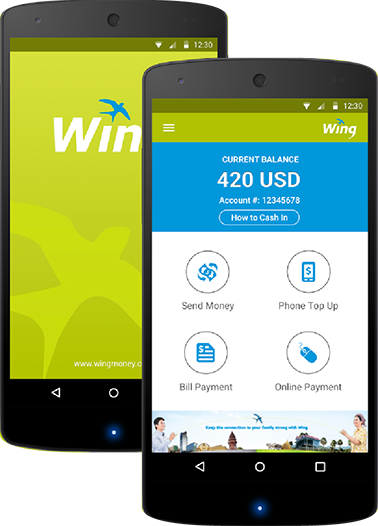 12:30
Wing
www.wingmoney.c
12:30
Wing
CURRENT BALANCE
420 USD
Account #: 12345678
How to Cash In
Send Money
Phone Top Up
Bill Payment
Online Payment
Keep the connection to your family strong with Wing